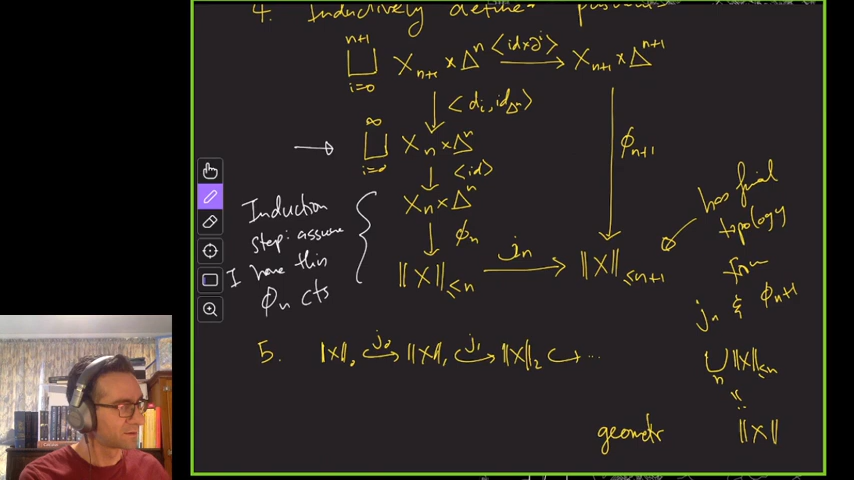 4. Inductively define pushouts
n+1
⊔ X_{n+1} × Δ^n ⟨id×∂^i⟩ → X_{n+1} × Δ^{n+1}
i=0
↓ ⟨d_i, id_{Δ^n}⟩
∞
→ ⊔ X_n × Δ^n
i=0
↓ ⟨id⟩ ↓ φ_{n+1}
X_n × Δ^n
↓ φ_n
‖X‖_{≤n} j_n → ‖X‖_{≤n+1}
Induction
step: assume
I have this
φ_n cts
has final
topology
from
j_n & φ_{n+1}
5. ‖X‖_0 ↪ j_0 ‖X‖_1 ↪ j_1 ‖X‖_2 ↪ ...
⋃_n ‖X‖_{≤n}
‖X‖
geometr